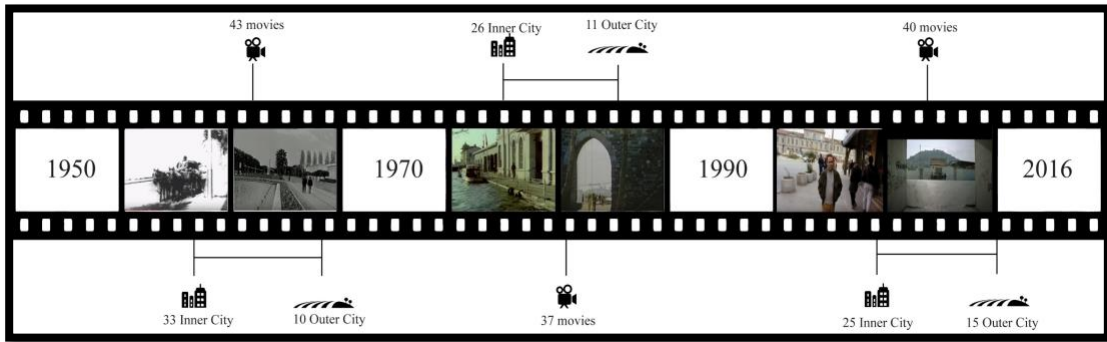 43 movies
26 Inner City
11 Outer City
40 movies
1950
1970
1990
2016
33 Inner City
10 Outer City
37 movies
25 Inner City
15 Outer City